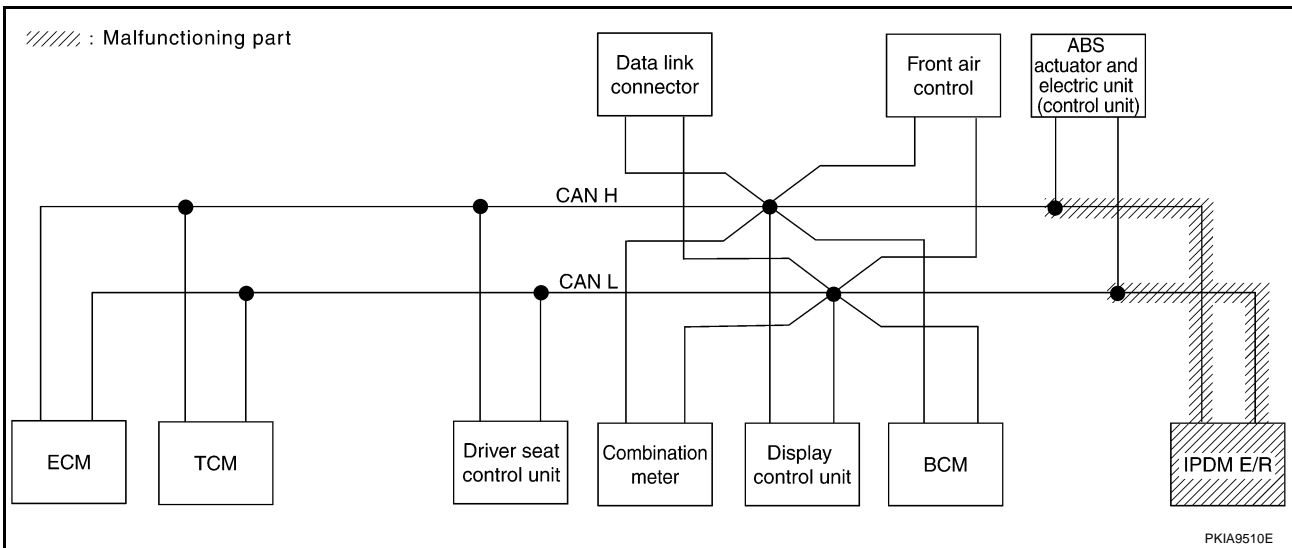 : Malfunctioning part
Data link
connector
Front air
control
ABS
actuator and
electric unit
(control unit)
CAN H
CAN L
ECM
TCM
Driver seat
control unit
Combination
meter
Display
control unit
BCM
IPDM E/R
PKIA9510E